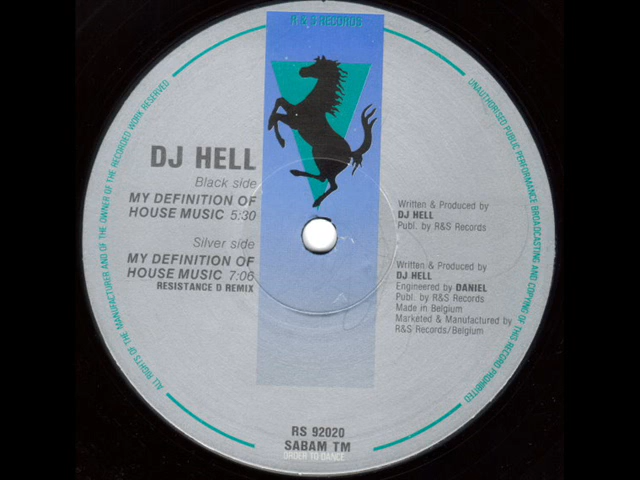 R & S RECORDS
DJ HELL
Black side
MY DEFINITION OF
HOUSE MUSIC 5:30
Silver side
MY DEFINITION OF
HOUSE MUSIC 7:06
RESISTANCE D REMIX
Written & Produced by
DJ HELL
Publ. by R&S Records
Written & Produced by
DJ HELL
Engineered by DANIEL
Publ. by R&S Records
Made in Belgium
Marketed & Manufactured by
R&S Records/Belgium
RS 92020
SABAM TM
ORDER TO DANCE
ALL RIGHTS OF THE MANUFACTURER AND OF THE OWNER OF THE RECORDED WORK RESERVED
UNAUTHORISED PUBLIC PERFORMANCE BROADCASTING AND COPYING OF THIS RECORD PROHIBITED